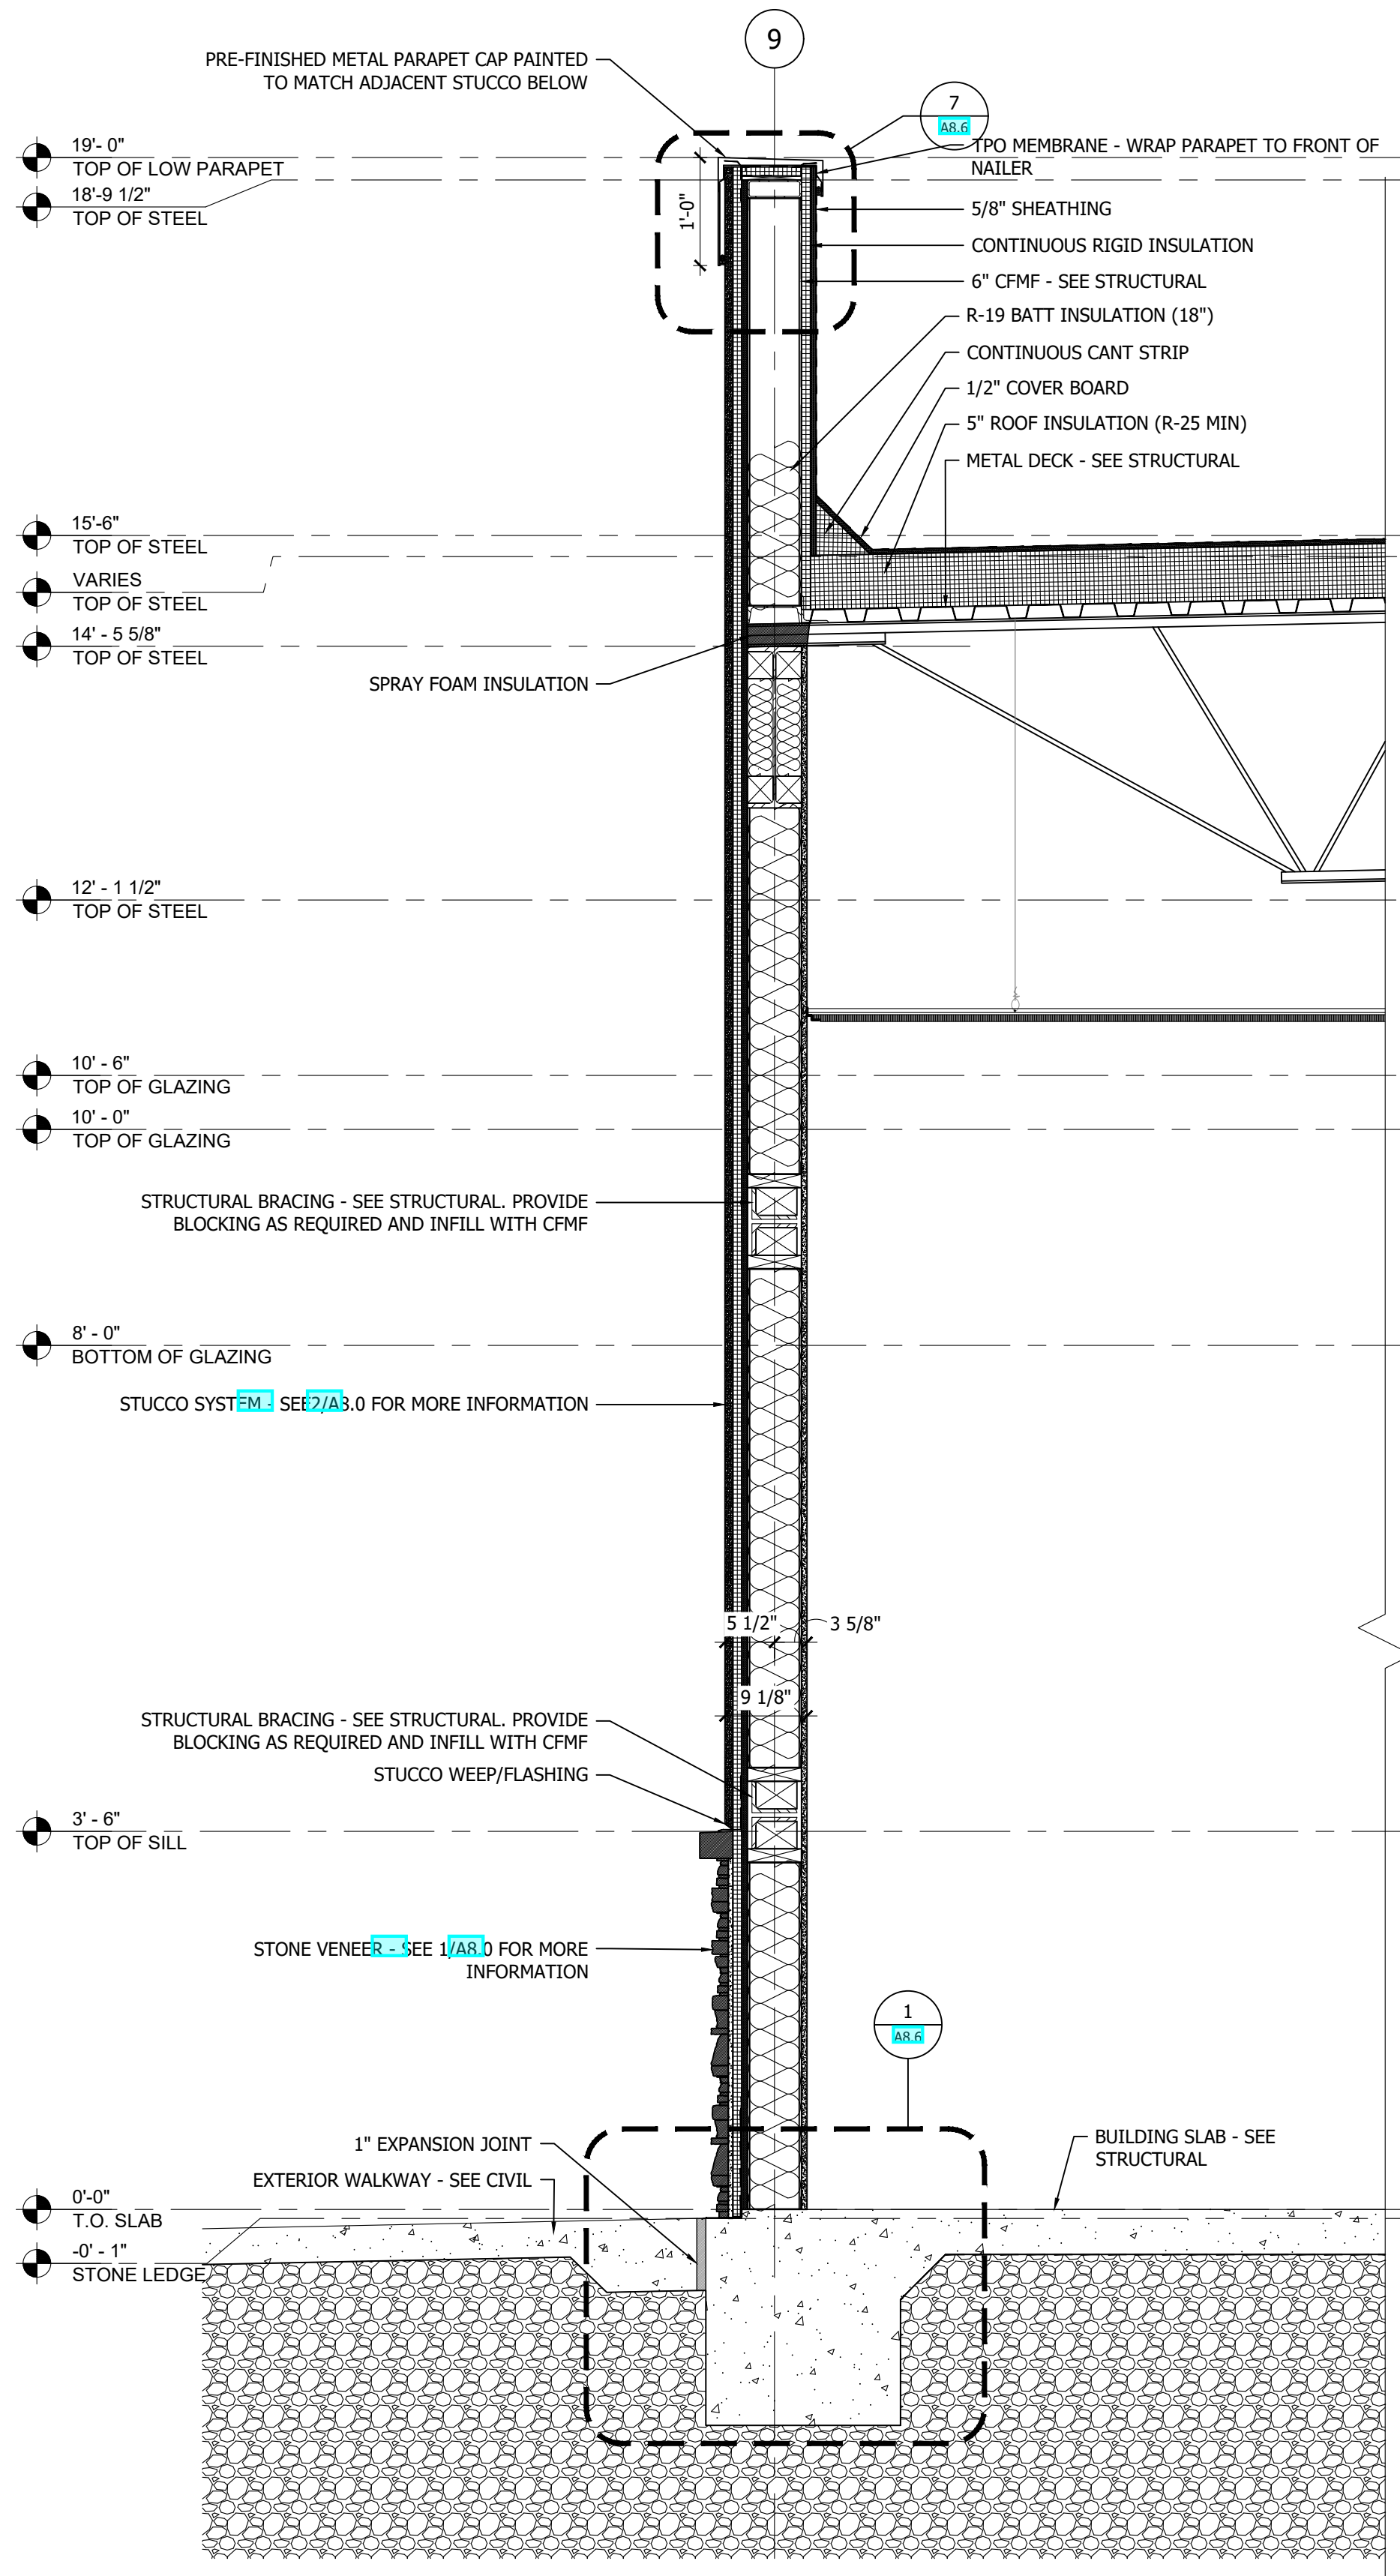 9
PRE-FINISHED METAL PARAPET CAP PAINTED
TO MATCH ADJACENT STUCCO BELOW
7
A8.6
19'- 0"
TOP OF LOW PARAPET
18'-9 1/2"
TOP OF STEEL
1'-0"
TPO MEMBRANE - WRAP PARAPET TO FRONT OF
NAILER
5/8" SHEATHING
CONTINUOUS RIGID INSULATION
6" CFMF - SEE STRUCTURAL
R-19 BATT INSULATION (18")
CONTINUOUS CANT STRIP
1/2" COVER BOARD
5" ROOF INSULATION (R-25 MIN)
METAL DECK - SEE STRUCTURAL
15'-6"
TOP OF STEEL
VARIES
TOP OF STEEL
14' - 5 5/8"
TOP OF STEEL
SPRAY FOAM INSULATION
12' - 1 1/2"
TOP OF STEEL
10' - 6"
TOP OF GLAZING
10' - 0"
TOP OF GLAZING
STRUCTURAL BRACING - SEE STRUCTURAL. PROVIDE
BLOCKING AS REQUIRED AND INFILL WITH CFMF
8' - 0"
BOTTOM OF GLAZING
STUCCO SYSTEM - SEE2/A8.0 FOR MORE INFORMATION
5 1/2"
3 5/8"
9 1/8"
STRUCTURAL BRACING - SEE STRUCTURAL. PROVIDE
BLOCKING AS REQUIRED AND INFILL WITH CFMF
STUCCO WEEP/FLASHING
3' - 6"
TOP OF SILL
STONE VENEER - SEE 1/A8.0 FOR MORE
INFORMATION
1
A8.6
1" EXPANSION JOINT
EXTERIOR WALKWAY - SEE CIVIL
BUILDING SLAB - SEE
STRUCTURAL
0'-0"
T.O. SLAB
-0' - 1"
STONE LEDGE